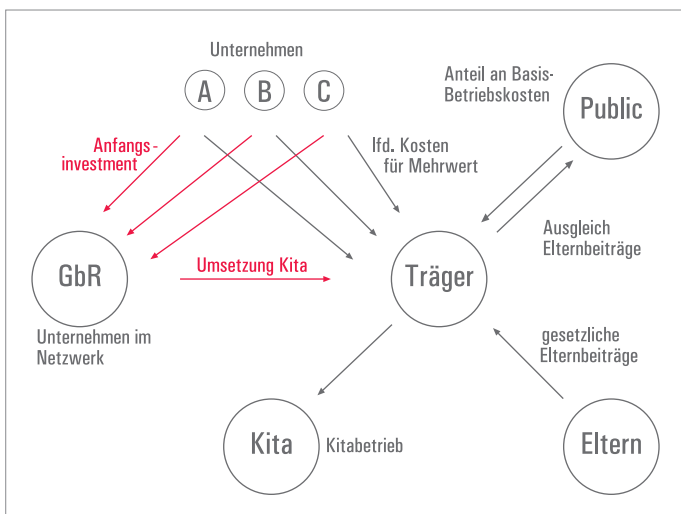 Unternehmen
A B C
Anteil an Basis-
Betriebskosten
Public
Anfangs-
investment
lfd. Kosten
für Mehrwert
Ausgleich
Elternbeiträge
GbR
Umsetzung Kita
Träger
Unternehmen im
Netzwerk
gesetzliche
Elternbeiträge
Kita
Kitabetrieb
Eltern